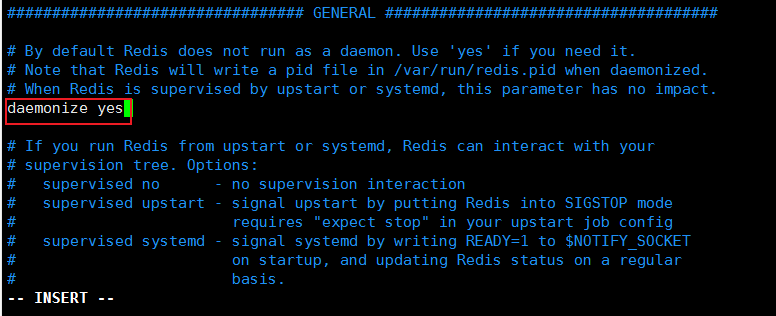 ################################ GENERAL #####################################
# By default Redis does not run as a daemon. Use 'yes' if you need it.
# Note that Redis will write a pid file in /var/run/redis.pid when daemonized.
# When Redis is supervised by upstart or systemd, this parameter has no impact.
daemonize yes
# If you run Redis from upstart or systemd, Redis can interact with your
# supervision tree. Options:
#   supervised no      - no supervision interaction
#   supervised upstart - signal upstart by putting Redis into SIGSTOP mode
#                        requires "expect stop" in your upstart job config
#   supervised systemd - signal systemd by writing READY=1 to $NOTIFY_SOCKET
#                        on startup, and updating Redis status on a regular
#                        basis.
-- INSERT --